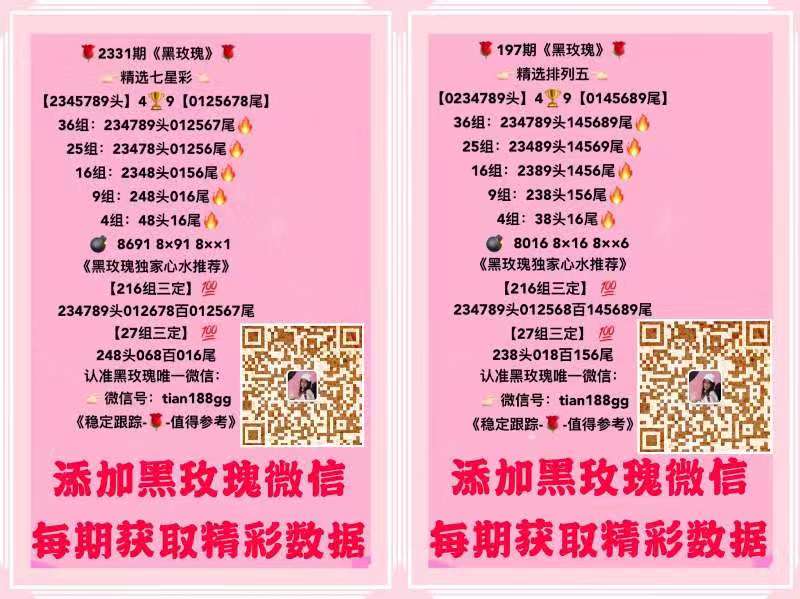 🌹2331期《黑玫瑰》🌹
👉🏻精选七星彩👈🏻
【2345789头】4🏆9【0125678尾】
36组：234789头012567尾🔥
25组：23478头01256尾🔥
16组：2348头0156尾🔥
9组：248头016尾🔥
4组：48头16尾🔥
💣 8691 8×91 8××1
《黑玫瑰独家心水推荐》
【216组三定】💯
234789头012678百012567尾
【27组三定】💯
248头068百016尾
认准黑玫瑰唯一微信：
👉🏻微信号：tian188gg
《稳定跟踪-🌹-值得参考》
添加黑玫瑰微信
每期获取精彩数据
🌹197期《黑玫瑰》🌹
👉🏻精选排列五👈🏻
【0234789头】4🏆9【0145689尾】
36组：234789头145689尾🔥
25组：23489头14569尾🔥
16组：2389头1456尾🔥
9组：238头156尾🔥
4组：38头16尾🔥
💣 8016 8×16 8××6
《黑玫瑰独家心水推荐》
【216组三定】💯
234789头012568百145689尾
【27组三定】💯
238头018百156尾
认准黑玫瑰唯一微信：
👉🏻微信号：tian188gg
《稳定跟踪-🌹-值得参考》
添加黑玫瑰微信
每期获取精彩数据